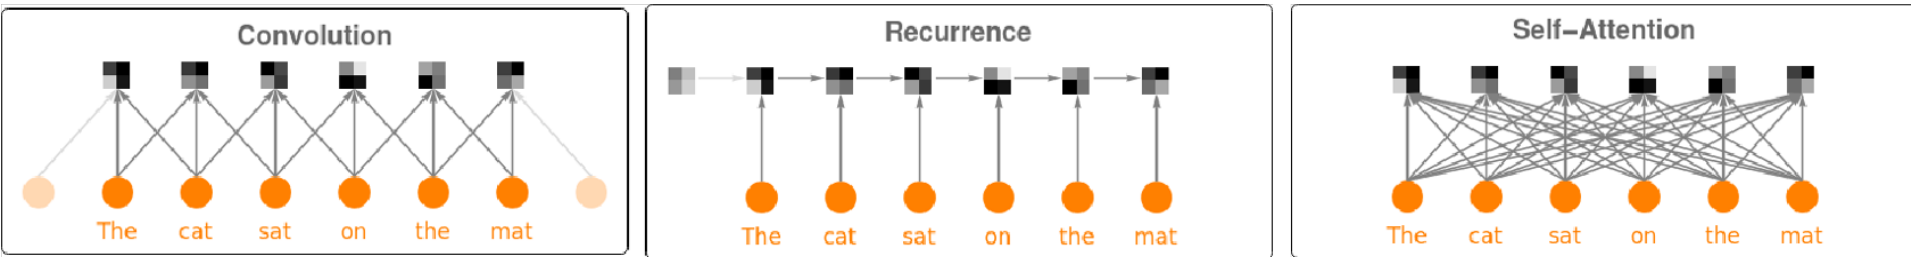 Convolution
The cat sat on the mat
Recurrence
The cat sat on the mat
Self-Attention
The cat sat on the mat